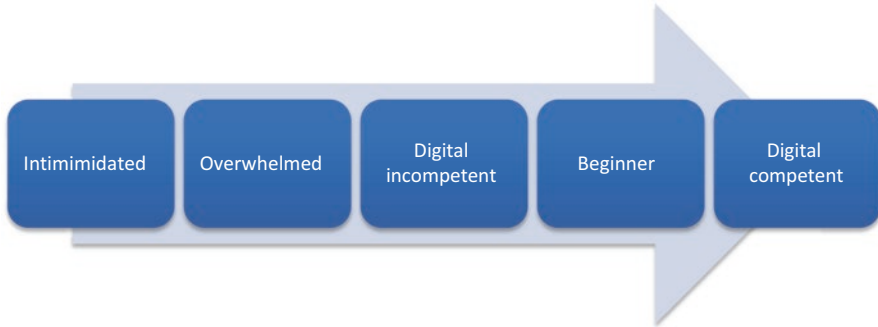 Intimimidated
Overwhelmed
Digital
incompetent
Beginner
Digital
competent